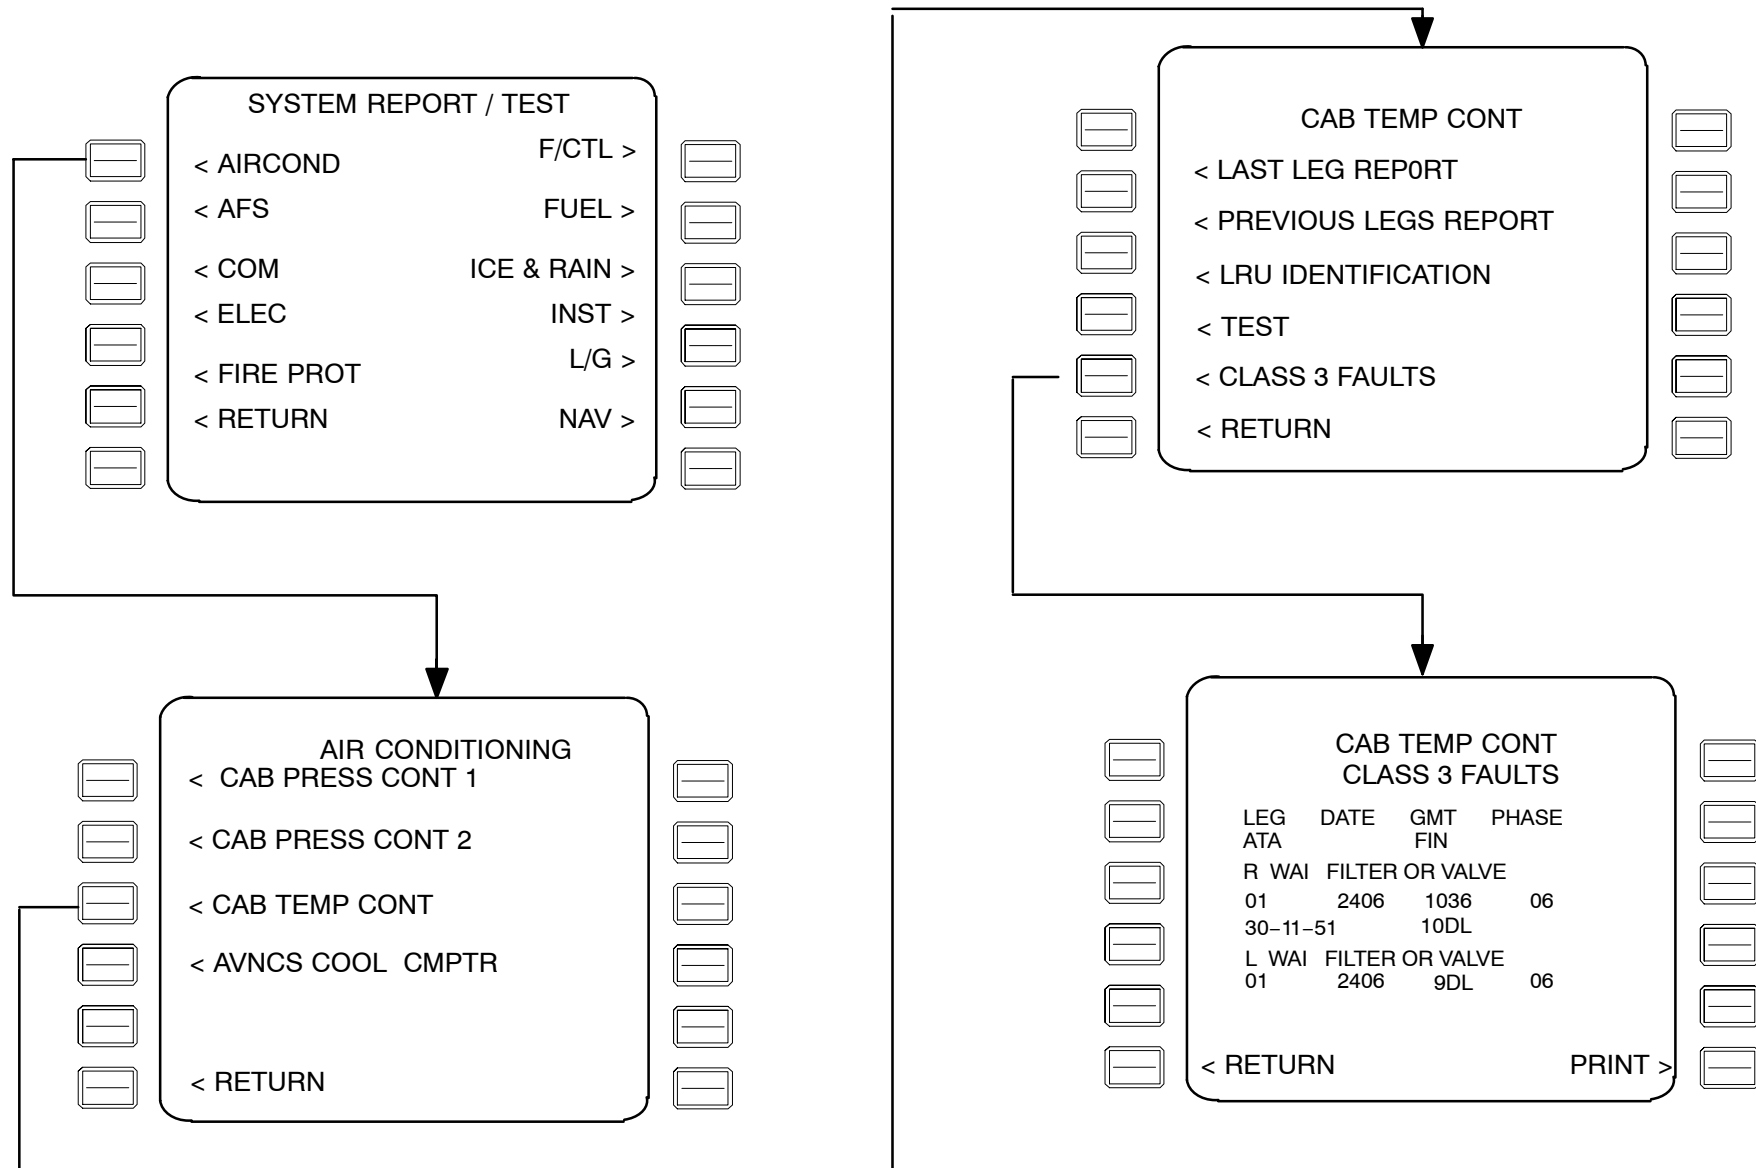 SYSTEM REPORT / TEST
< AIRCOND F/CTL >
< AFS FUEL >
< COM ICE & RAIN >
< ELEC INST >
L/G >
< FIRE PROT
< RETURN NAV >
AIR CONDITIONING
< CAB PRESS CONT 1
< CAB PRESS CONT 2
< CAB TEMP CONT
< AVNCS COOL CMPTR
< RETURN
CAB TEMP CONT
< LAST LEG REP0RT
< PREVIOUS LEGS REPORT
< LRU IDENTIFICATION
< TEST
< CLASS 3 FAULTS
< RETURN
CAB TEMP CONT
CLASS 3 FAULTS
LEG DATE GMT PHASE
ATA FIN
R WAI FILTER OR VALVE
01 2406 1036 06
30–11–51 10DL
L WAI FILTER OR VALVE
01 2406 9DL 06
< RETURN PRINT >